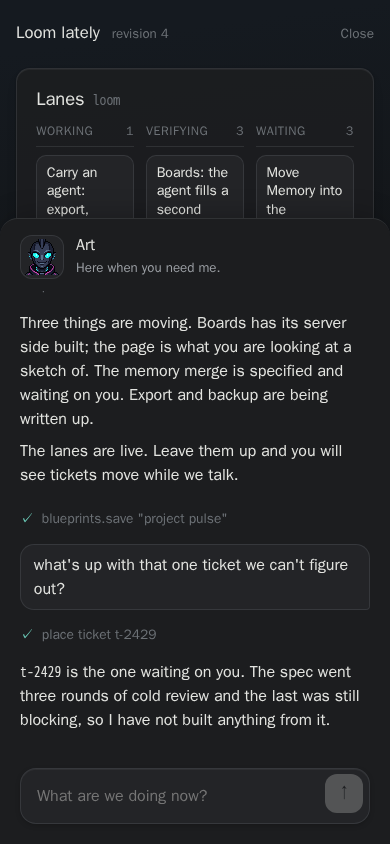 Loom lately revision 4 Close
Lanes loom
WORKING 1 VERIFYING 3 WAITING 3
Carry an agent: export,
Boards: the agent fills a second
Move Memory into the
Art
Here when you need me.
Three things are moving. Boards has its server
side built; the page is what you are looking at a
sketch of. The memory merge is specified and
waiting on you. Export and backup are being
written up.
The lanes are live. Leave them up and you will
see tickets move while we talk.
✓ blueprints.save "project pulse"
what's up with that one ticket we can't figure
out?
✓ place ticket t-2429
t-2429 is the one waiting on you. The spec went
three rounds of cold review and the last was still
blocking, so I have not built anything from it.
What are we doing now?